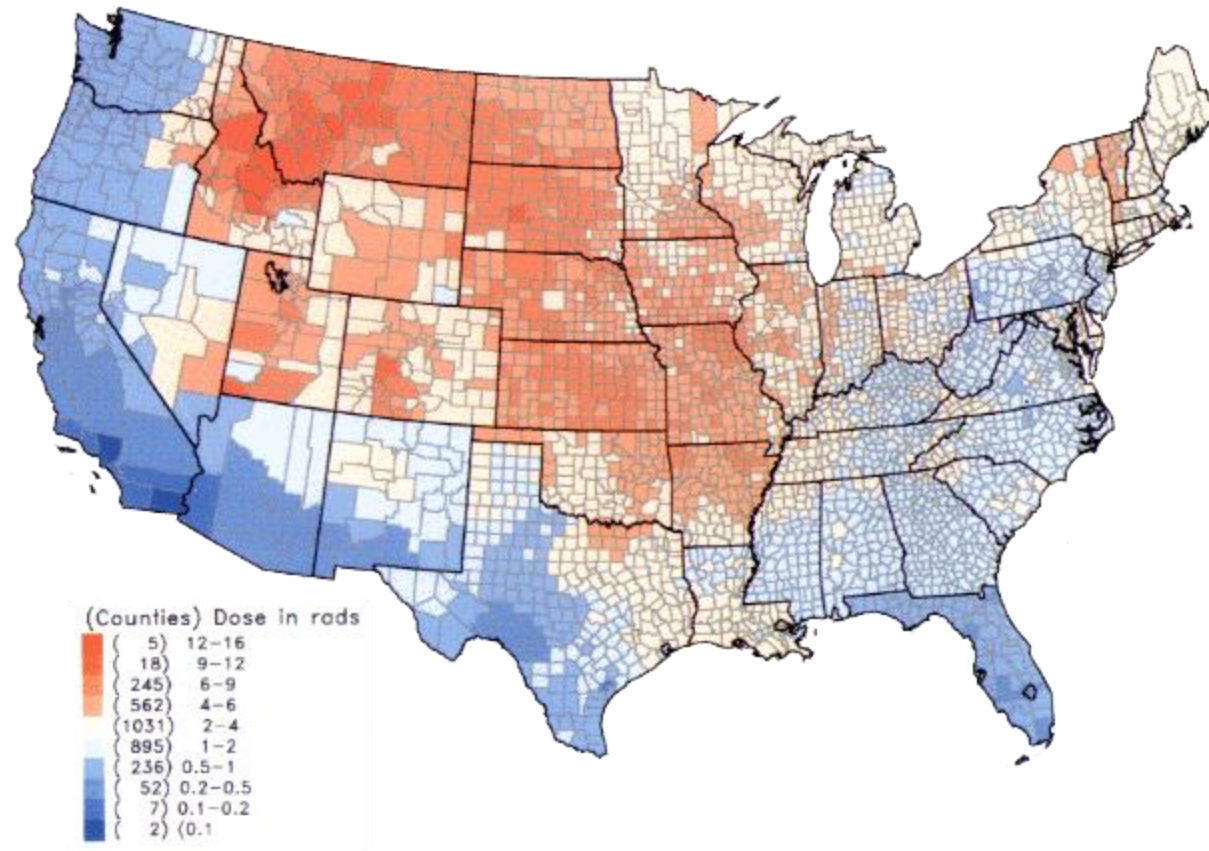 (Counties) Dose in rads
( 5) 12-16
( 18) 9-12
( 245) 6-9
( 562) 4-6
(1031) 2-4
( 895) 1-2
( 236) 0.5-1
( 52) 0.2-0.5
( 7) 0.1-0.2
( 2) (0.1